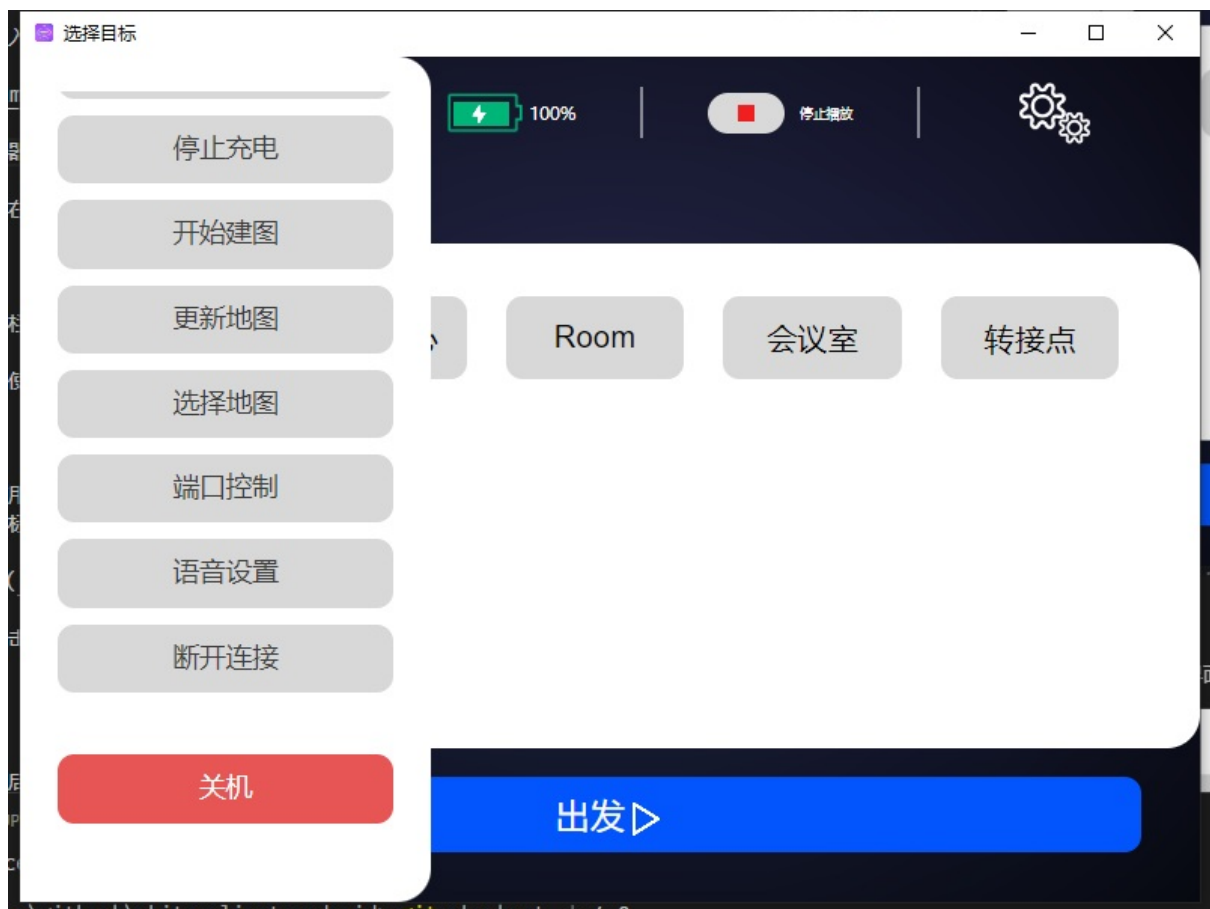 选择目标
100%
停止播放
停止充电
开始建图
更新地图
选择地图
端口控制
语音设置
断开连接
关机
Room
会议室
转接点
出发